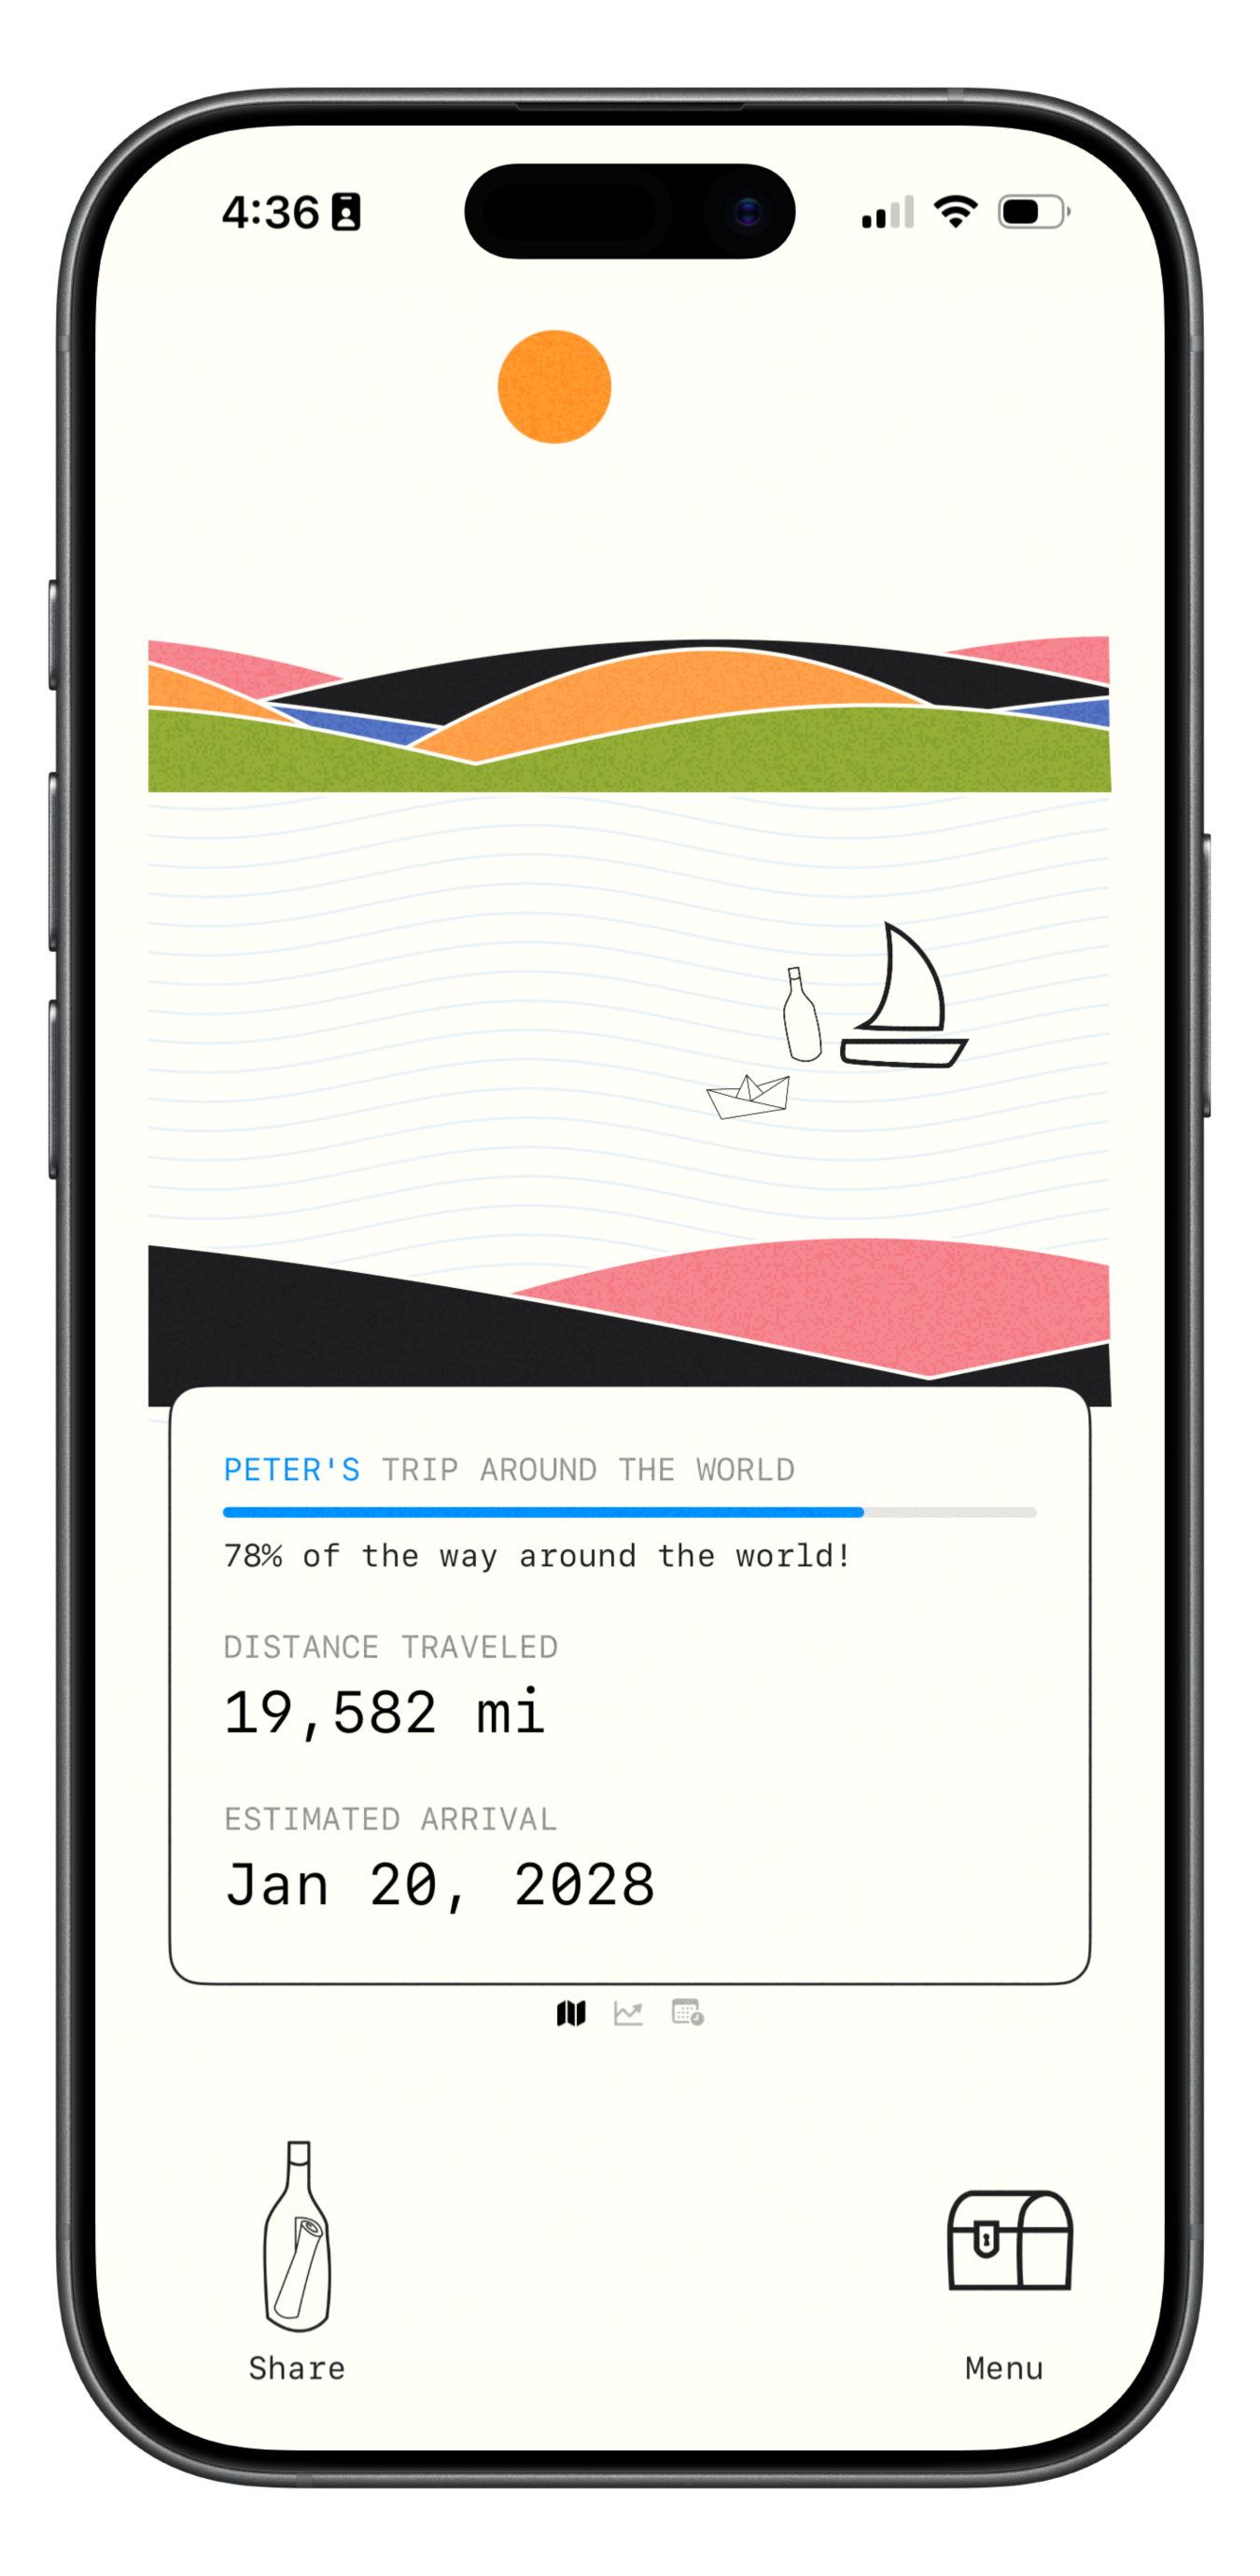 4:36
PETER'S TRIP AROUND THE WORLD
78% of the way around the world!
DISTANCE TRAVELED
19,582 mi
ESTIMATED ARRIVAL
Jan 20, 2028
Share
Menu